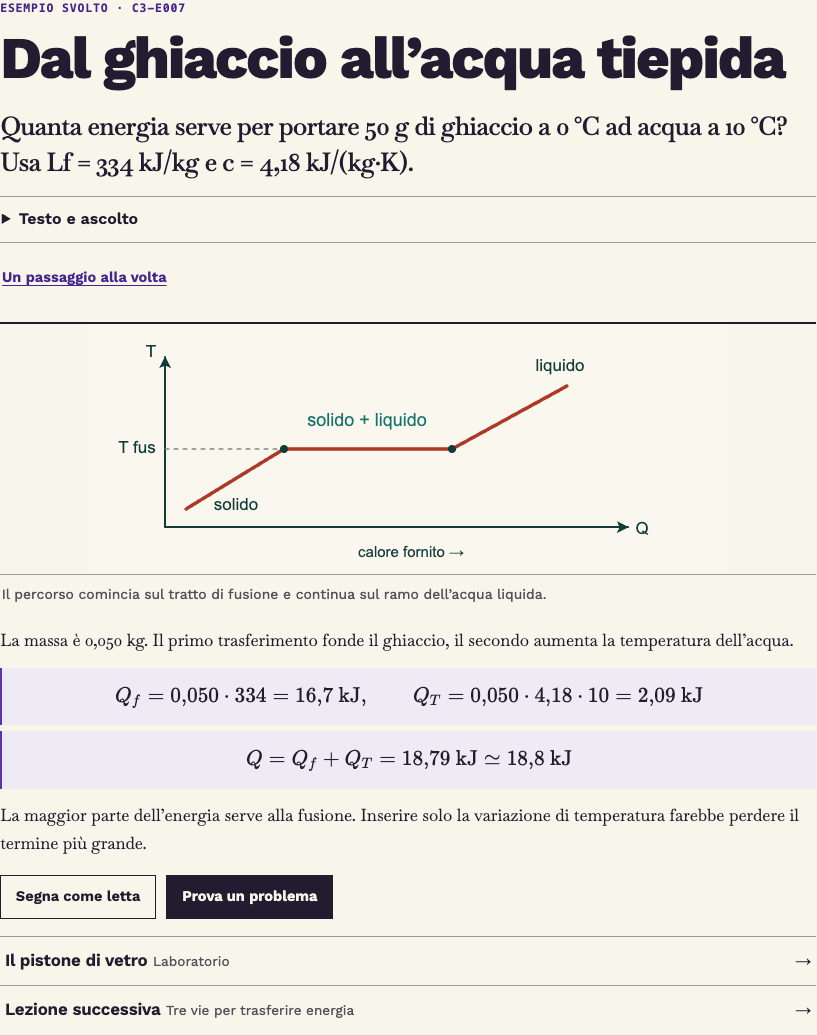 ESEMPIO SVOLTO · C3–E007
Dal ghiaccio all’acqua tiepida
Quanta energia serve per portare 50 g di ghiaccio a 0 °C ad acqua a 10 °C?
Usa Lf = 334 kJ/kg e c = 4,18 kJ/(kg·K).
▶ Testo e ascolto
Un passaggio alla volta
T
liquido
solido + liquido
T fus
solido
Q
calore fornito →
Il percorso comincia sul tratto di fusione e continua sul ramo dell’acqua liquida.
La massa è 0,050 kg. Il primo trasferimento fonde il ghiaccio, il secondo aumenta la temperatura dell’acqua.
Q_f = 0,050 · 334 = 16,7 kJ, Q_T = 0,050 · 4,18 · 10 = 2,09 kJ
Q = Q_f + Q_T = 18,79 kJ ≃ 18,8 kJ
La maggior parte dell’energia serve alla fusione. Inserire solo la variazione di temperatura farebbe perdere il
termine più grande.
Segna come letta Prova un problema
Il pistone di vetro Laboratorio →
Lezione successiva Tre vie per trasferire energia →